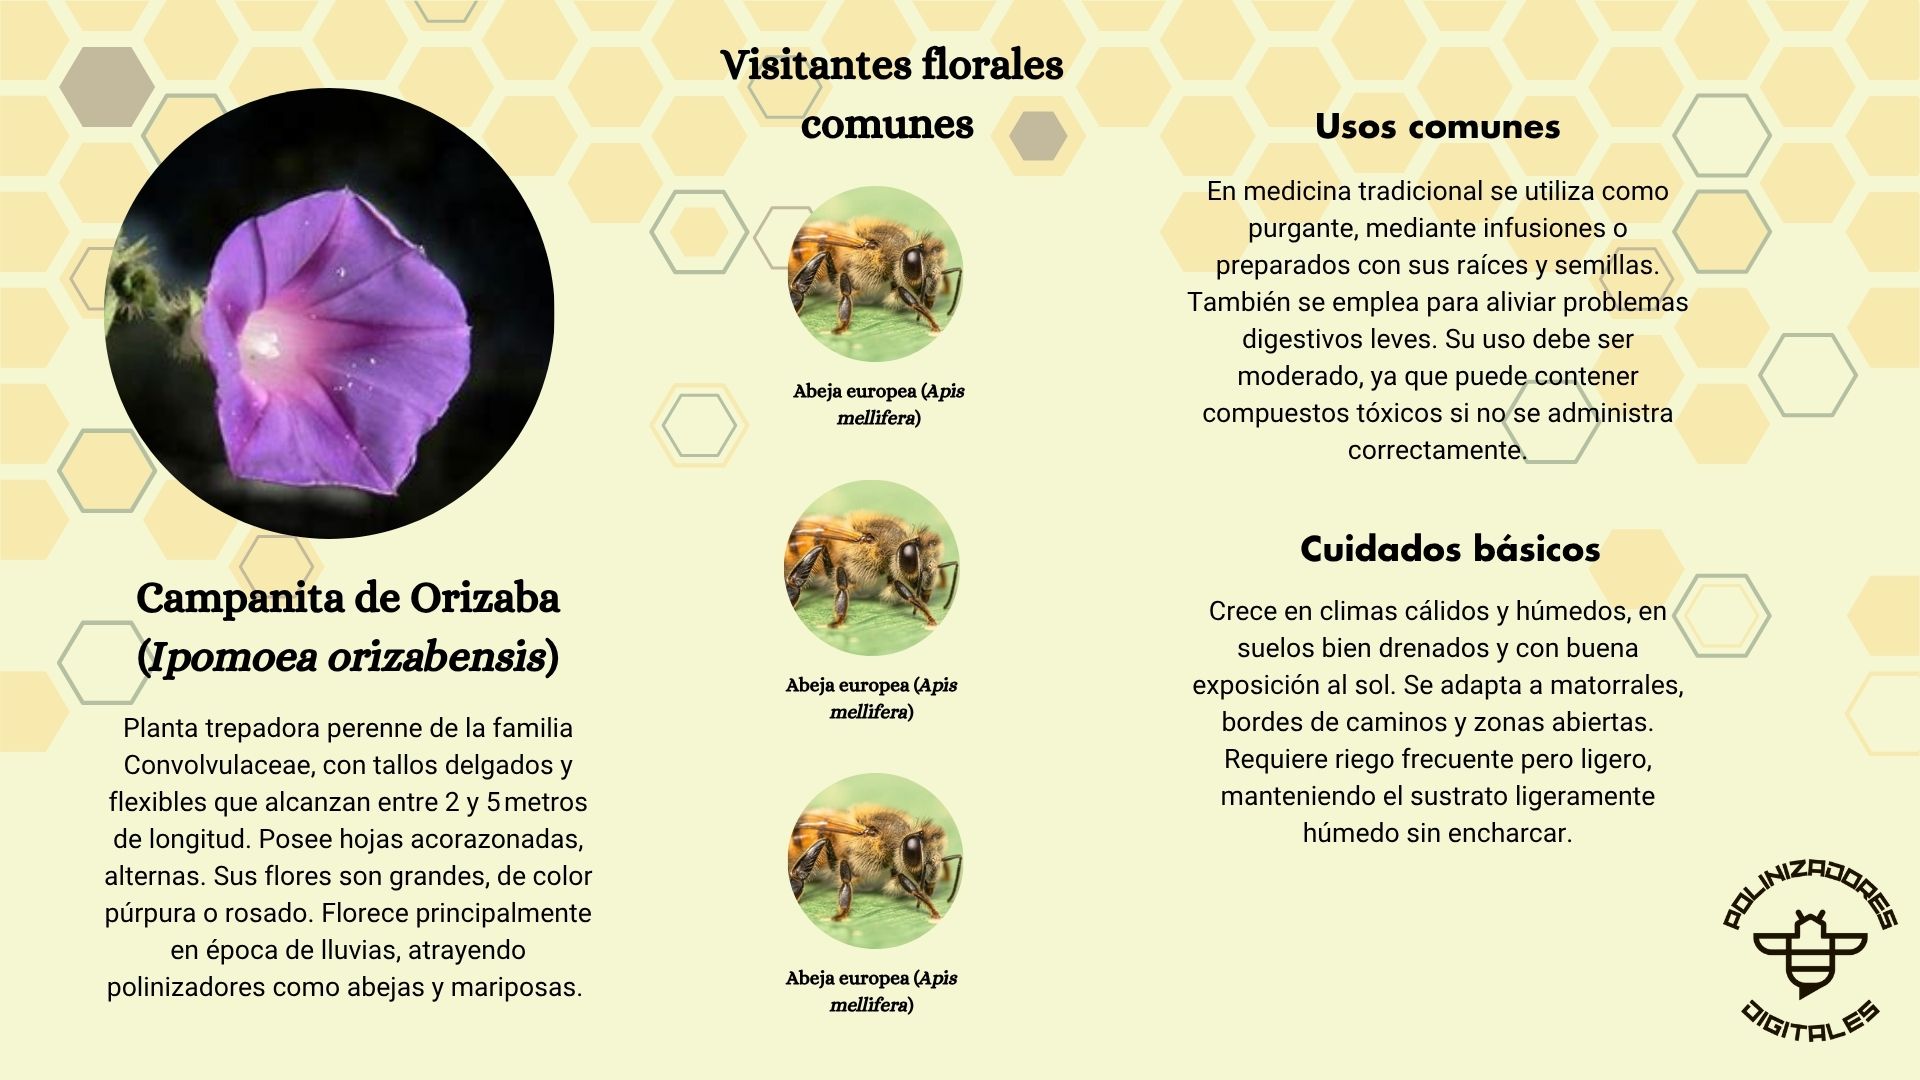 Campanita de Orizaba
(Ipomoea orizabensis)
Planta trepadora perenne de la familia
Convolvulaceae, con tallos delgados y
flexibles que alcanzan entre 2 y 5 metros
de longitud. Posee hojas acorazonadas,
alternas. Sus flores son grandes, de color
púrpura o rosado. Florece principalmente
en época de lluvias, atrayendo
polinizadores como abejas y mariposas.
Visitantes florales
comunes
Abeja europea (Apis
mellifera)
Abeja europea (Apis
mellifera)
Abeja europea (Apis
mellifera)
Usos comunes
En medicina tradicional se utiliza como
purgante, mediante infusiones o
preparados con sus raíces y semillas.
También se emplea para aliviar problemas
digestivos leves. Su uso debe ser
moderado, ya que puede contener
compuestos tóxicos si no se administra
correctamente.
Cuidados básicos
Crece en climas cálidos y húmedos, en
suelos bien drenados y con buena
exposición al sol. Se adapta a matorrales,
bordes de caminos y zonas abiertas.
Requiere riego frecuente pero ligero,
manteniendo el sustrato ligeramente
húmedo sin encharcar.
POLINIZADORES
DIGITALES